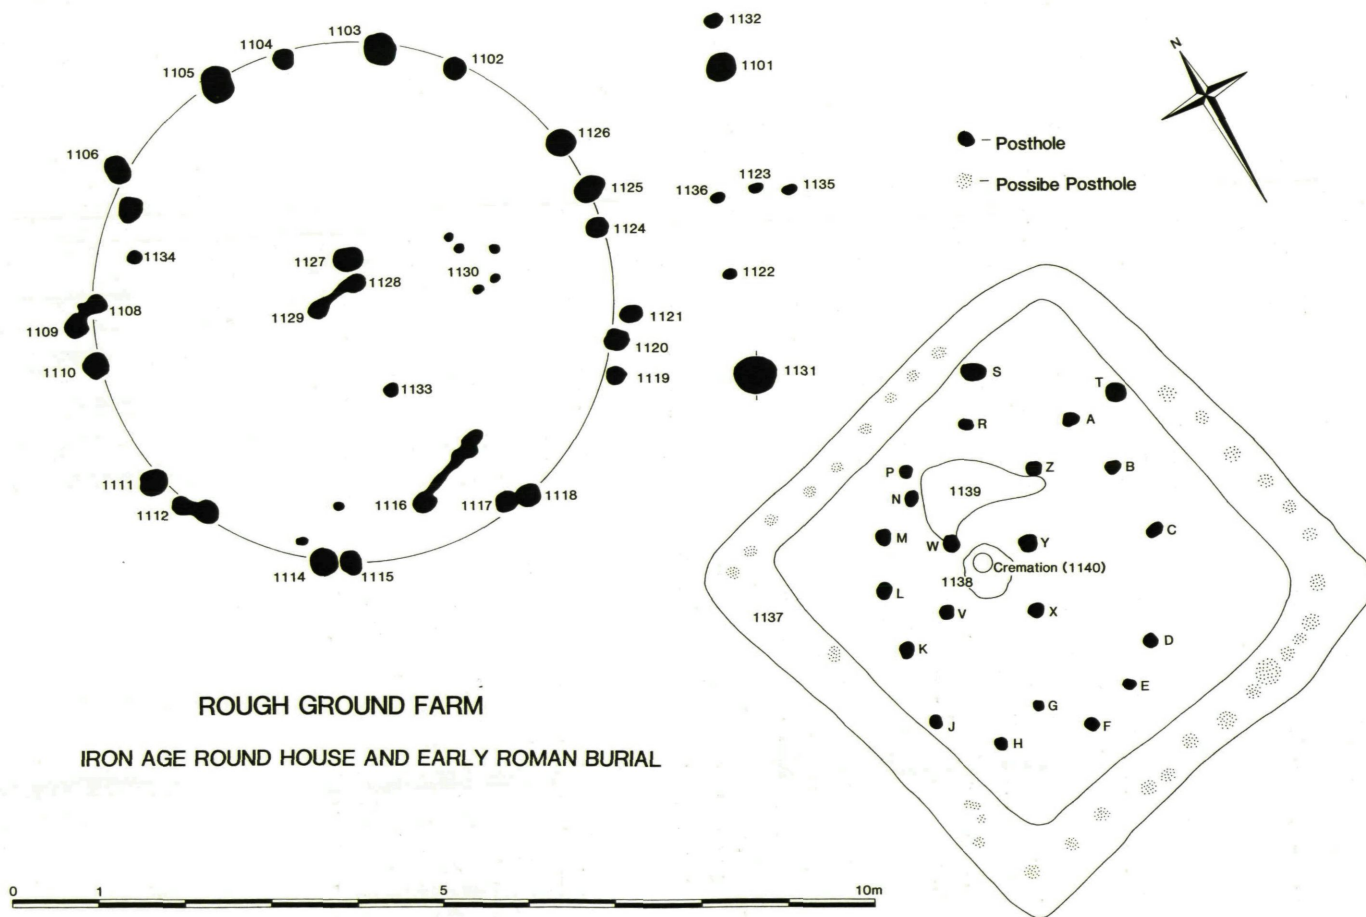 1132
1103
1104
1102
1101
1105
N
1126
Posthole
1106
1125
1136
1123
1135
Possibe Posthole
1124
1134
1127
1130
1122
1128
1108
1129
1121
1109
1120
1110
1119
1131
S
1133
T
R
A
P
Z
B
1111
1139
N
1116
1117
1118
1112
M
W
Y
C
1114
1115
Cremation (1140)
1138
L
V
X
1137
D
K
E
ROUGH GROUND FARM
G
J
H
F
IRON AGE ROUND HOUSE AND EARLY ROMAN BURIAL
0 1 5 10m